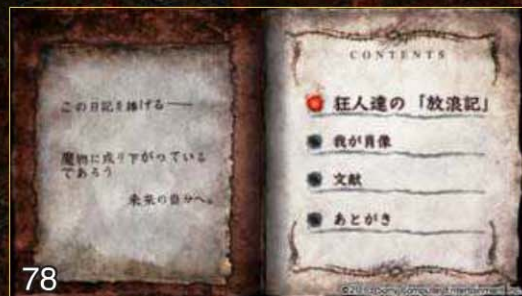 この日記を捧げる――
魔物に成り下がっている
であろう
未来の自分へ。
CONTENTS
狂人達の「放浪記」
我が肖像
文献
あとがき
78